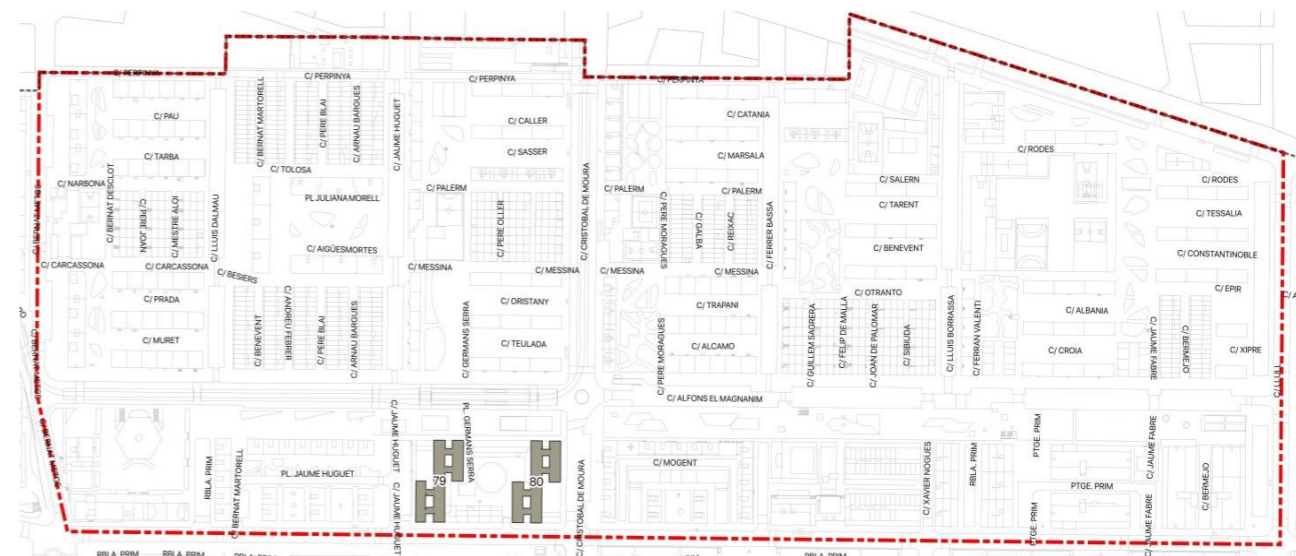 C/ PERPINYA
C/ PERPINYA
C/ PERPINYA
C/ PERPINYA
C/ PAU
C/ BERNAT MARTORELL
C/ PERE BLAI
C/ ARNAU BARGUES
C/ JAUME HUGUET
C/ CALLER
C/ CATANIA
C/ TARBA
C/ SASSER
C/ MARSALA
C/ RODES
C/ TOLOSA
C/ NARBONA
C/ PALERM
C/ PALERM
C/ PALERM
C/ SALERN
C/ RODES
C/ BERNAT DESCLOT
C/ PERE JOAN
C/ MESTRE ALOI
C/ LLUIS DALMAU
PL JULIANA MORELL
C/ PERE OLLER
C/ CRISTOBAL DE MOURA
C/ PERE MORAGUES
C/ GALBA
C/ REIXAC
C/ FERRER BASSA
C/ TARENT
C/ TESSALIA
C/ AIGÜESMORTES
C/ BENEVENT
C/ CONSTANTINOBLE
C/ CARCASSONA
C/ CARCASSONA
C/ BESIERS
C/ MESSINA
C/ MESSINA
C/ MESSINA
C/ MESSINA
C/ EPIR
C/ OTRANTO
C/ PRADA
C/ ORISTANY
C/ TRAPANI
C/ ALBANIA
C/ BENEVENT
C/ ANDREU FEBRER
C/ PERE BLAI
C/ ARNAU BARGUES
C/ GERMANS SERRA
C/ PERE MORAGUES
C/ GUILLEM SAGRERA
C/ FELIP DE MALLA
C/ JOAN DE PALOMAR
C/ SIBIUDA
C/ LLUIS BORRASSA
C/ FERRAN VALENTI
C/ JAUME FABRE
C/ BERMEJO
C/ MURET
C/ TEULADA
C/ ALCAMO
C/ CROIA
C/ XIPRE
C/ ALFONS EL MAGNANIM
C/ JAUME HUGUET
PL. GERMANS SERRA
PTGE. PRIM
C/ JAUME FABRE
RBLA. PRIM
C/ BERNAT MARTORELL
PL. JAUME HUGUET
C/ MOGENT
C/ XAVIER NOGUES
RBLA. PRIM
79
80
PTGE. PRIM
C/ BERMEJO
C/ JAUME HUGUET
C/ CRISTOBAL DE MOURA
PTGE. PRIM
C/ JAUME FABRE
RBLA. PRIM
RBLA. PRIM
RBLA. PRIM